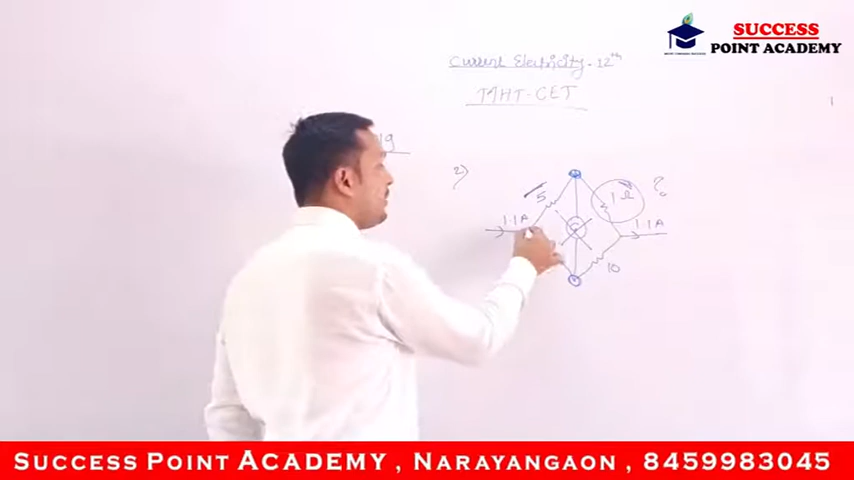 SUCCESS
POINT ACADEMY
Current Electricity - 12th
MHT-CET
2)
5
1 Ω
?
1.1A
1.1A
G
10
SUCCESS POINT ACADEMY , NARAYANGAON , 8459983045